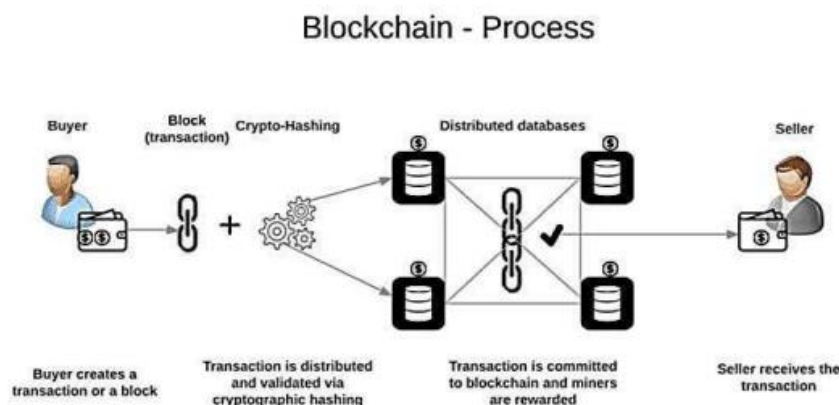 Blockchain - Process
Buyer
Block
(transaction)
Crypto-Hashing
Distributed databases
Seller
Buyer creates a
transaction or a block
Transaction is distributed
and validated via
cryptographic hashing
Transaction is committed
to blockchain and miners
are rewarded
Seller receives the
transaction